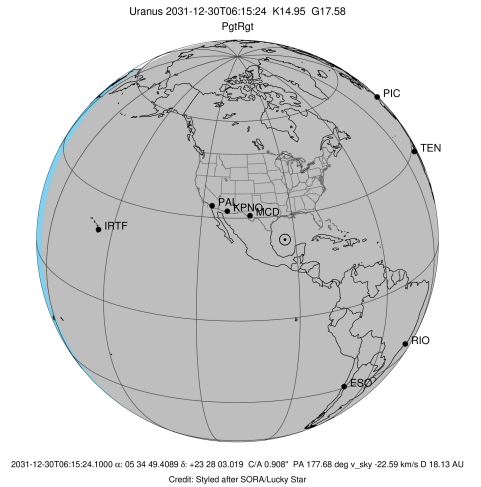 Uranus 2031-12-30T06:15:24 K14.95 G17.58
PgtRgt
PIC
TEN
PAL
KPNO
MCD
IRTF
RIO
ESO
2031-12-30T06:15:24.1000 α: 05 34 49.4089 δ: +23 28 03.019 C/A 0.908" PA 177.68 deg v_sky -22.59 km/s D 18.13 AU
Credit: Styled after SORA/Lucky Star